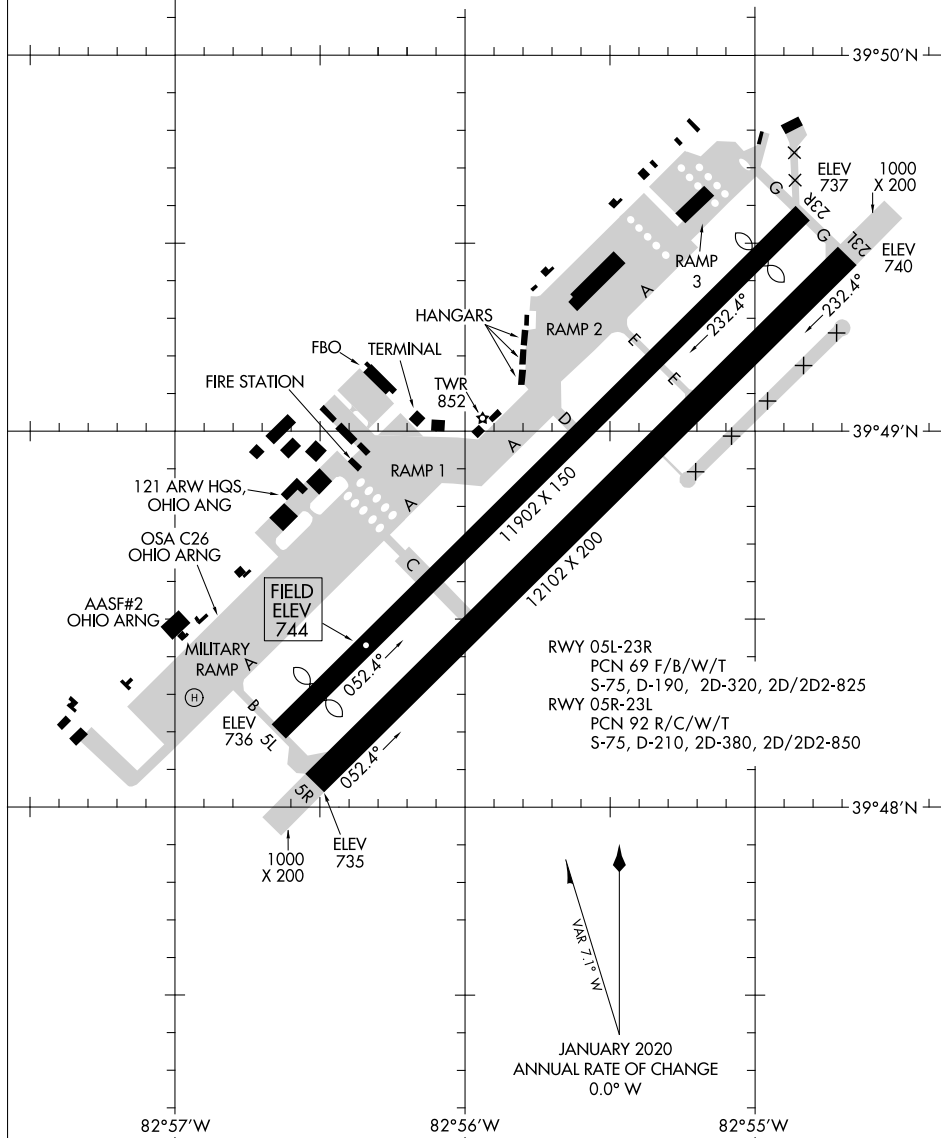 39°50'N
ELEV
737
1000
X 200
G
23R
G
23L
ELEV
740
RAMP
3
A
232.4°
232.4°
HANGARS
RAMP 2
E
E
FBO
TERMINAL
FIRE STATION
TWR
852
D
39°49'N
A
RAMP 1
A
121 ARW HQS,
OHIO ANG
11902 X 150
12102 X 200
OSA C26
OHIO ARNG
C
FIELD
ELEV
744
AASF#2
OHIO ARNG
MILITARY
RAMP
A
H
B
052.4°
RWY 05L-23R
PCN 69 F/B/W/T
S-75, D-190, 2D-320, 2D/2D2-825
RWY 05R-23L
PCN 92 R/C/W/T
S-75, D-210, 2D-380, 2D/2D2-850
ELEV
736
5L
052.4°
5R
39°48'N
ELEV
735
1000
X 200
VAR 7.1° W
JANUARY 2020
ANNUAL RATE OF CHANGE
0.0° W
82°57'W
82°56'W
82°55'W